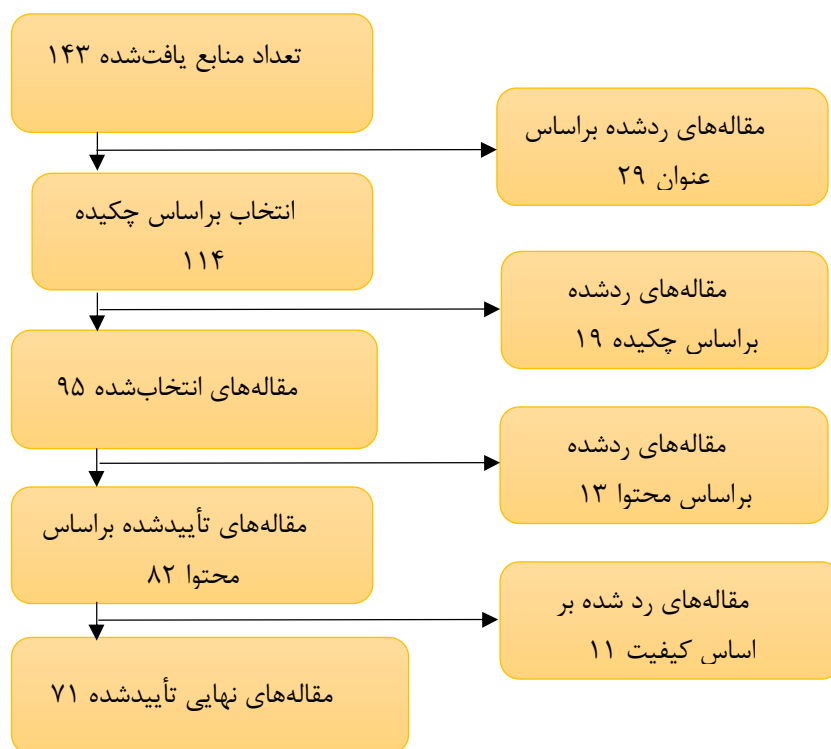 تعداد منابع یافت‌شده ۱۴۳
مقاله‌های ردشده براساس
عنوان ۲۹
انتخاب براساس چکیده
۱۱۴
مقاله‌های ردشده
براساس چکیده ۱۹
مقاله‌های انتخاب‌شده ۹۵
مقاله‌های ردشده
براساس محتوا ۱۳
مقاله‌های تأییدشده براساس
محتوا ۸۲
مقاله‌های رد شده بر
اساس کیفیت ۱۱
مقاله‌های نهایی تأییدشده ۷۱